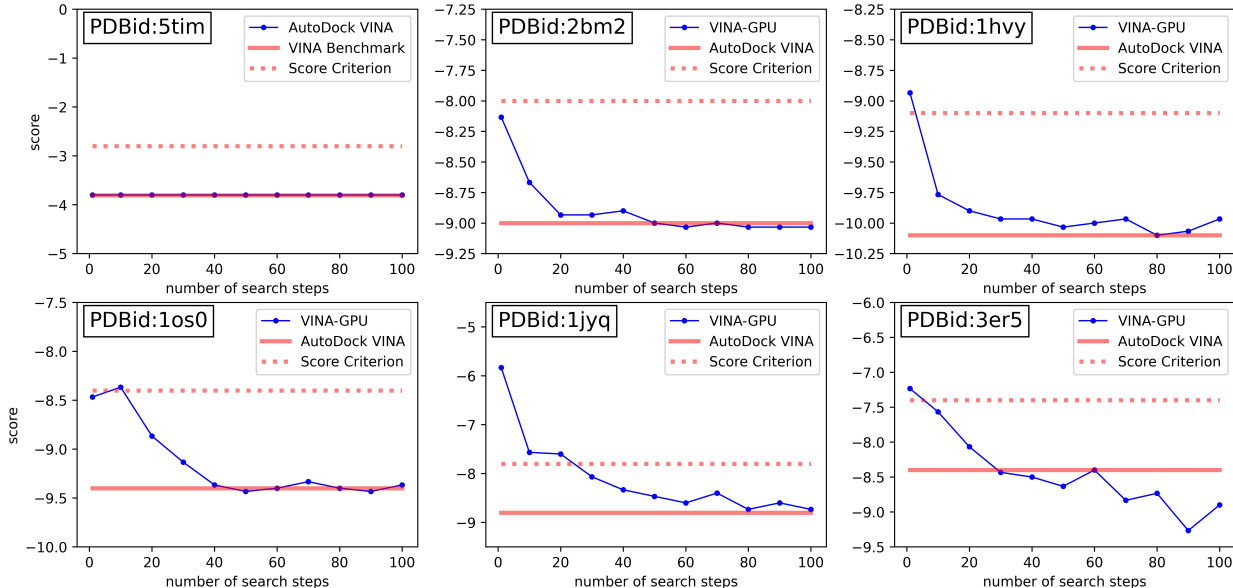 PDBid:5tim
AutoDock VINA
VINA Benchmark
Score Criterion
score
0
−1
−2
−3
−4
−5
0 20 40 60 80 100
number of search steps
PDBid:2bm2
VINA-GPU
AutoDock VINA
Score Criterion
−7.25
−7.50
−7.75
−8.00
−8.25
−8.50
−8.75
−9.00
−9.25
0 20 40 60 80 100
number of search steps
PDBid:1hvy
VINA-GPU
AutoDock VINA
Score Criterion
−8.25
−8.50
−8.75
−9.00
−9.25
−9.50
−9.75
−10.00
−10.25
0 20 40 60 80 100
number of search steps
PDBid:1os0
VINA-GPU
AutoDock VINA
Score Criterion
score
−7.5
−8.0
−8.5
−9.0
−9.5
−10.0
0 20 40 60 80 100
number of search steps
PDBid:1jyq
VINA-GPU
AutoDock VINA
Score Criterion
−5
−6
−7
−8
−9
0 20 40 60 80 100
number of search steps
PDBid:3er5
VINA-GPU
AutoDock VINA
Score Criterion
−6.0
−6.5
−7.0
−7.5
−8.0
−8.5
−9.0
−9.5
0 20 40 60 80 100
number of search steps